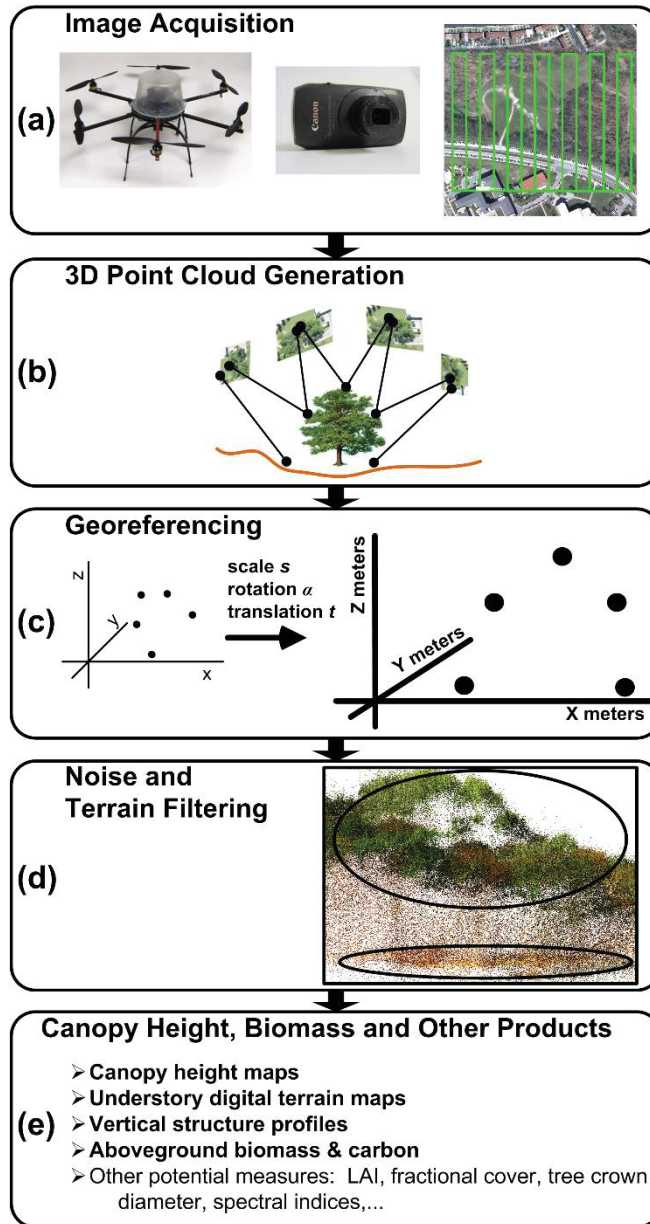 Image Acquisition
(a)
Canon
3D Point Cloud Generation
(b)
Georeferencing
(c)
z
y
x
scale s
rotation α
translation t
Z meters
Y meters
X meters
Noise and
Terrain Filtering
(d)
Canopy Height, Biomass and Other Products
(e)
➢Canopy height maps
➢Understory digital terrain maps
➢Vertical structure profiles
➢Aboveground biomass & carbon
➢Other potential measures: LAI, fractional cover, tree crown
diameter, spectral indices,...